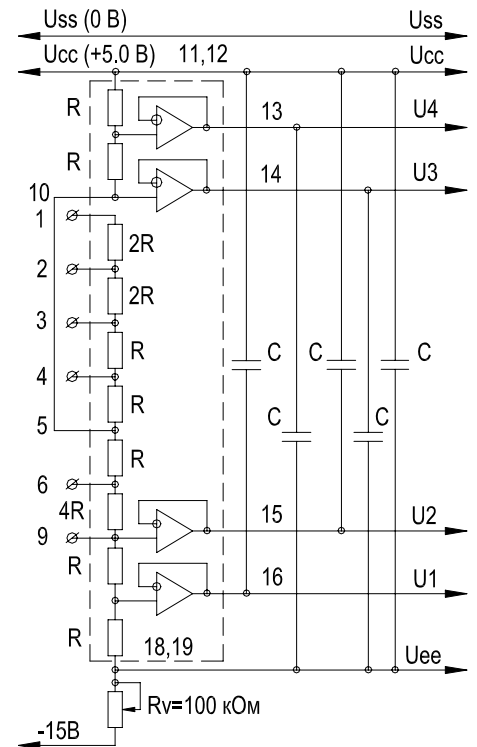 Uss (0 В) Uss
Ucc (+5.0 В) 11,12 Ucc
R 13 U4
R 14 U3
10
1
2R
2
2R
3
R C C C
4
R C C
5
R
6
4R 15 U2
9
R 16 U1
R 18,19 Uee
Rv=100 кОм
-15В